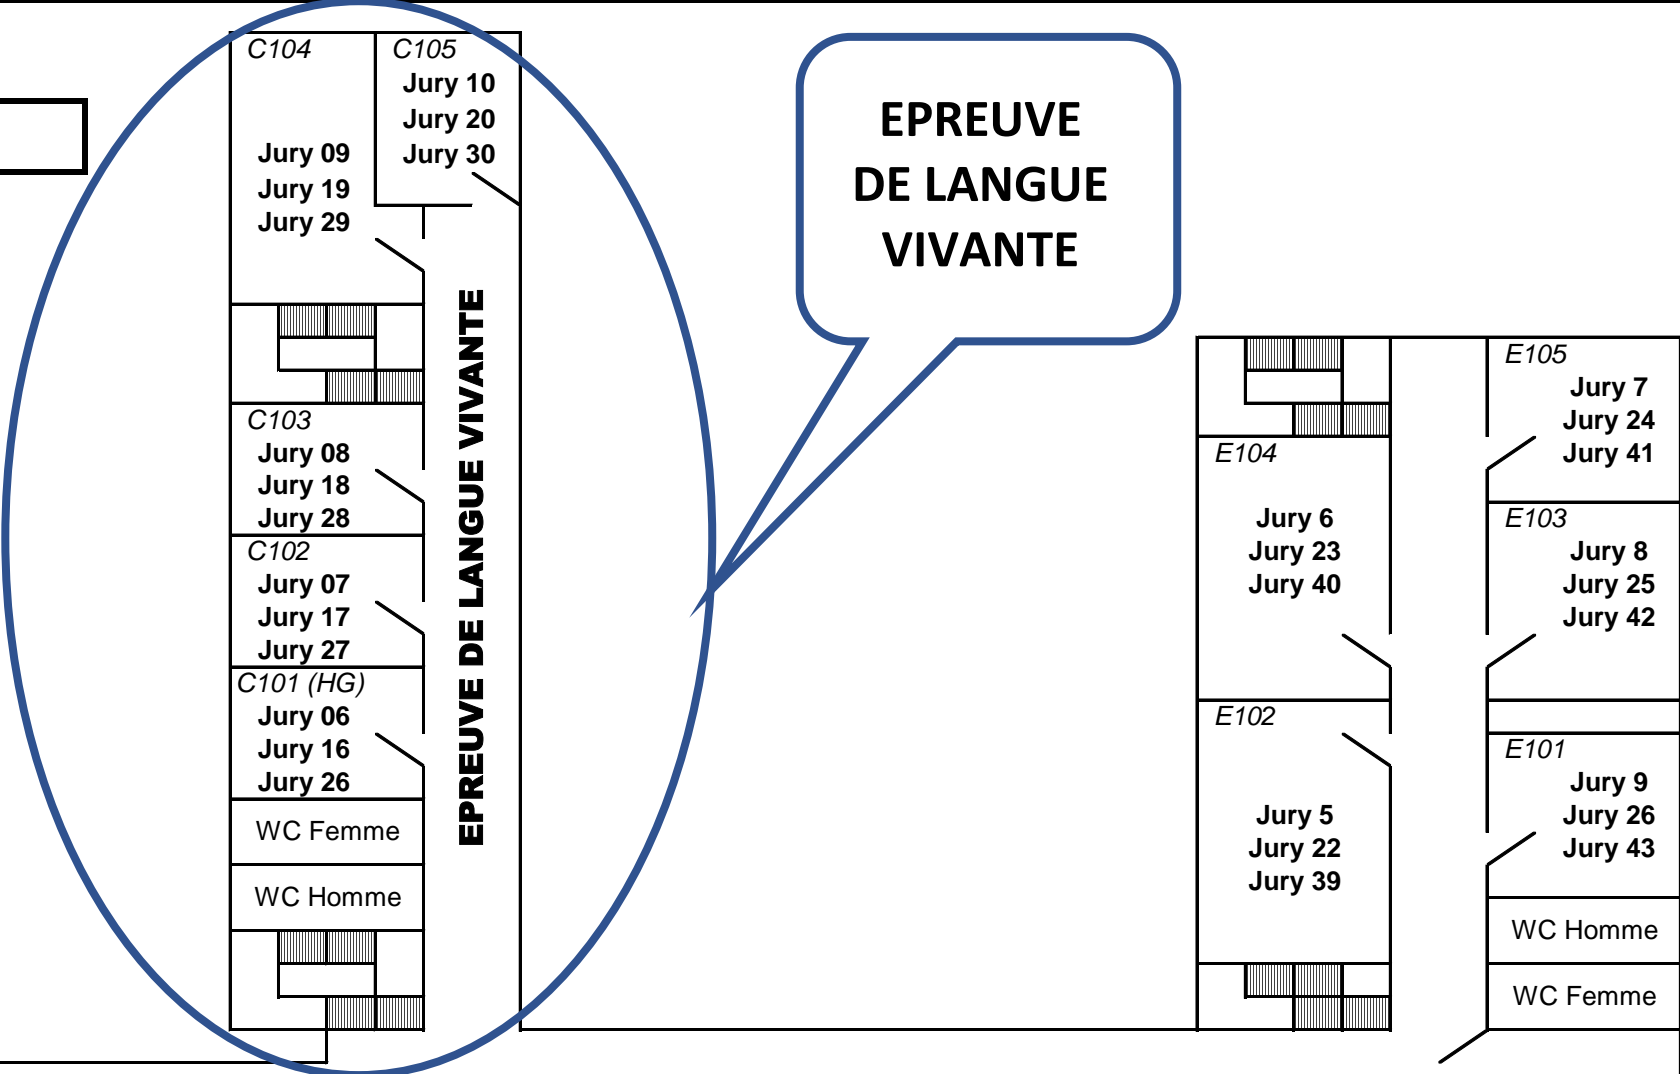 C104
Jury 09
Jury 19
Jury 29
C105
Jury 10
Jury 20
Jury 30
EPREUVE
DE LANGUE
VIVANTE
EPREUVE DE LANGUE VIVANTE
C103
Jury 08
Jury 18
Jury 28
C102
Jury 07
Jury 17
Jury 27
C101 (HG)
Jury 06
Jury 16
Jury 26
WC Femme
WC Homme
E104
Jury 6
Jury 23
Jury 40
E102
Jury 5
Jury 22
Jury 39
E105
Jury 7
Jury 24
Jury 41
E103
Jury 8
Jury 25
Jury 42
E101
Jury 9
Jury 26
Jury 43
WC Homme
WC Femme